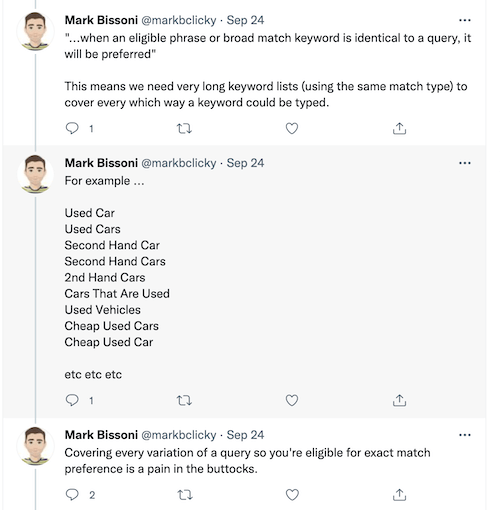 Mark Bissoni @markbclicky · Sep 24
"...when an eligible phrase or broad match keyword is identical to a query, it
will be preferred"
This means we need very long keyword lists (using the same match type) to
cover every which way a keyword could be typed.
1
Mark Bissoni @markbclicky · Sep 24
For example ...
Used Car
Used Cars
Second Hand Car
Second Hand Cars
2nd Hand Cars
Cars That Are Used
Used Vehicles
Cheap Used Cars
Cheap Used Car
etc etc etc
1
Mark Bissoni @markbclicky · Sep 24
Covering every variation of a query so you're eligible for exact match
preference is a pain in the buttocks.
2